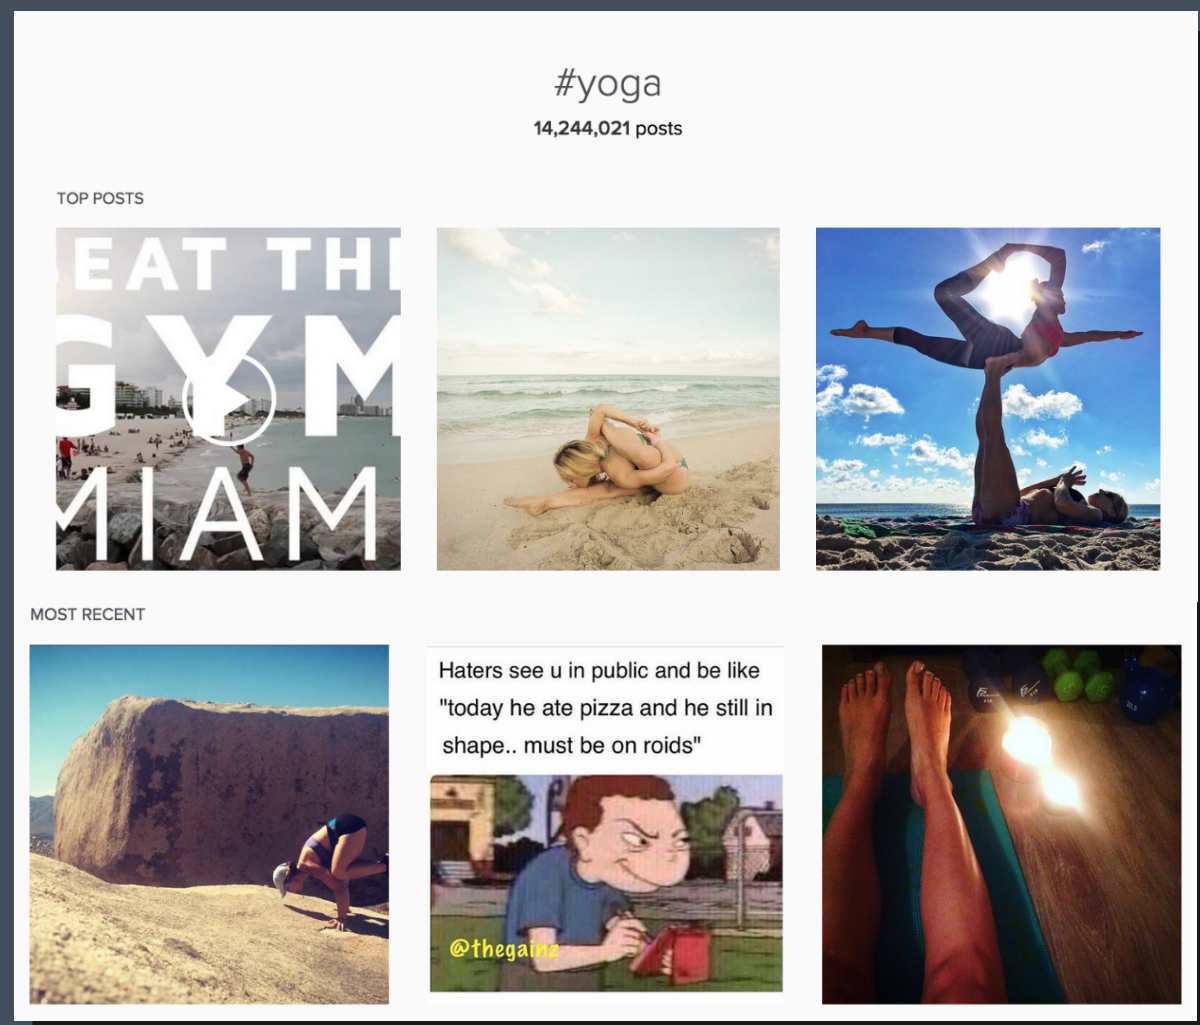 #yoga
14,244,021 posts
TOP POSTS
EAT TH
GYM
MIAM
MOST RECENT
Haters see u in public and be like
"today he ate pizza and he still in
shape.. must be on roids"
@thegainz